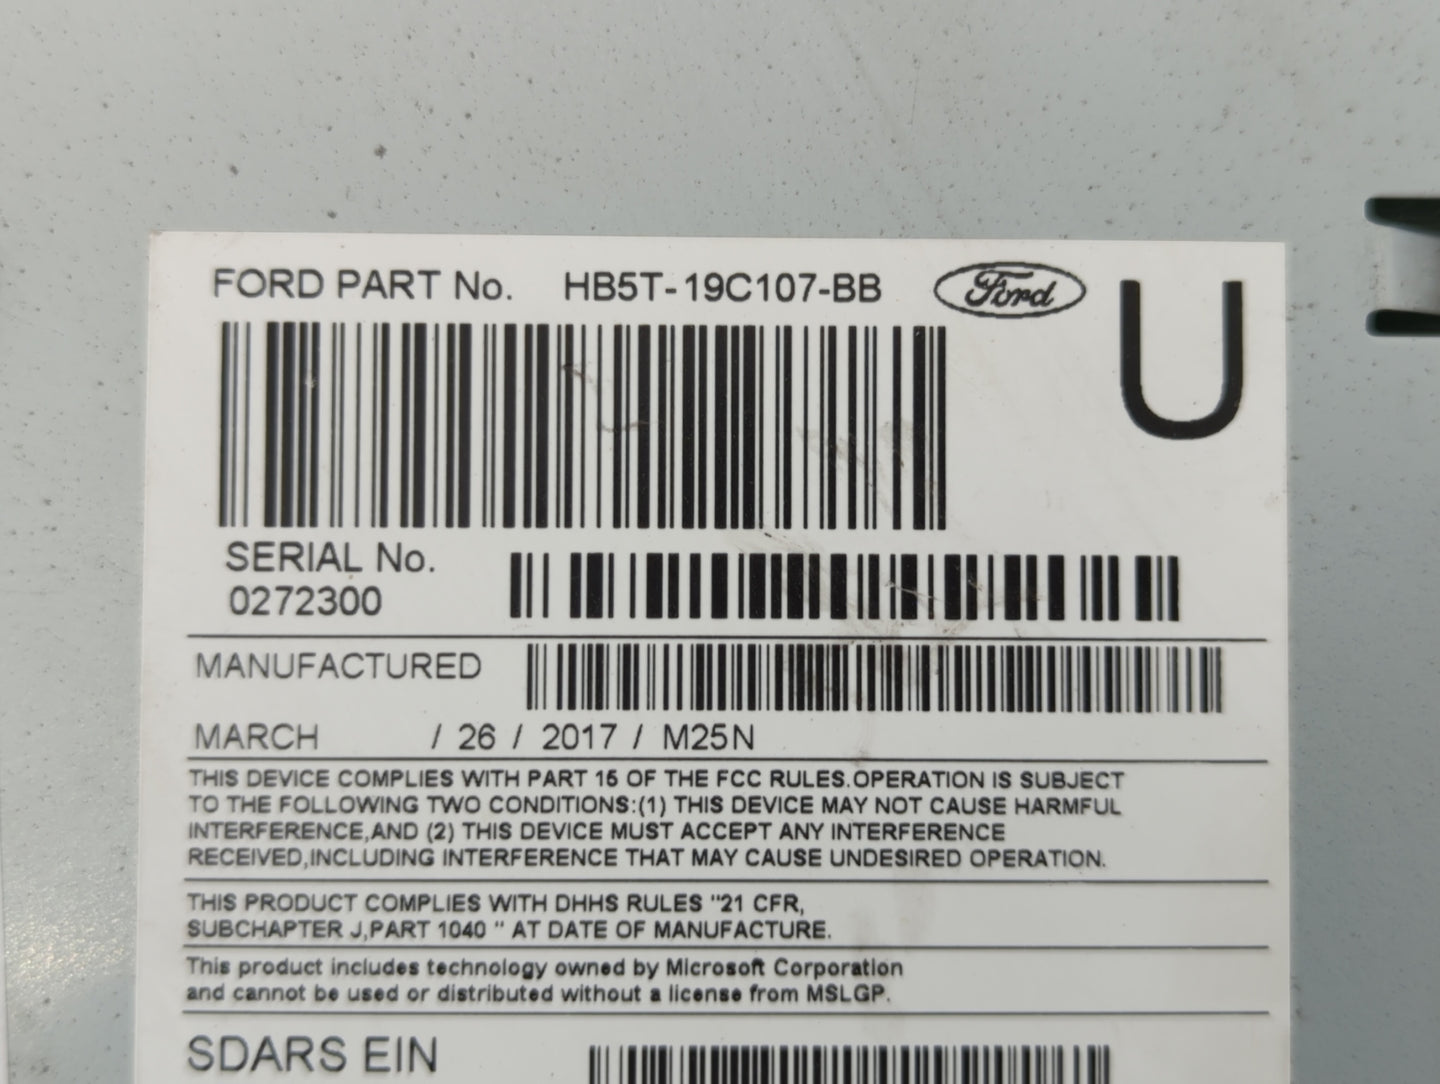 FORD PART No. HB5T-19C107-BB Ford U
SERIAL No.
0272300
MANUFACTURED
MARCH / 26 / 2017 / M25N
THIS DEVICE COMPLIES WITH PART 15 OF THE FCC RULES.OPERATION IS SUBJECT
TO THE FOLLOWING TWO CONDITIONS:(1) THIS DEVICE MAY NOT CAUSE HARMFUL
INTERFERENCE,AND (2) THIS DEVICE MUST ACCEPT ANY INTERFERENCE
RECEIVED,INCLUDING INTERFERENCE THAT MAY CAUSE UNDESIRED OPERATION.
THIS PRODUCT COMPLIES WITH DHHS RULES "21 CFR,
SUBCHAPTER J,PART 1040 " AT DATE OF MANUFACTURE.
This product includes technology owned by Microsoft Corporation
and cannot be used or distributed without a license from MSLGP.
SDARS EIN